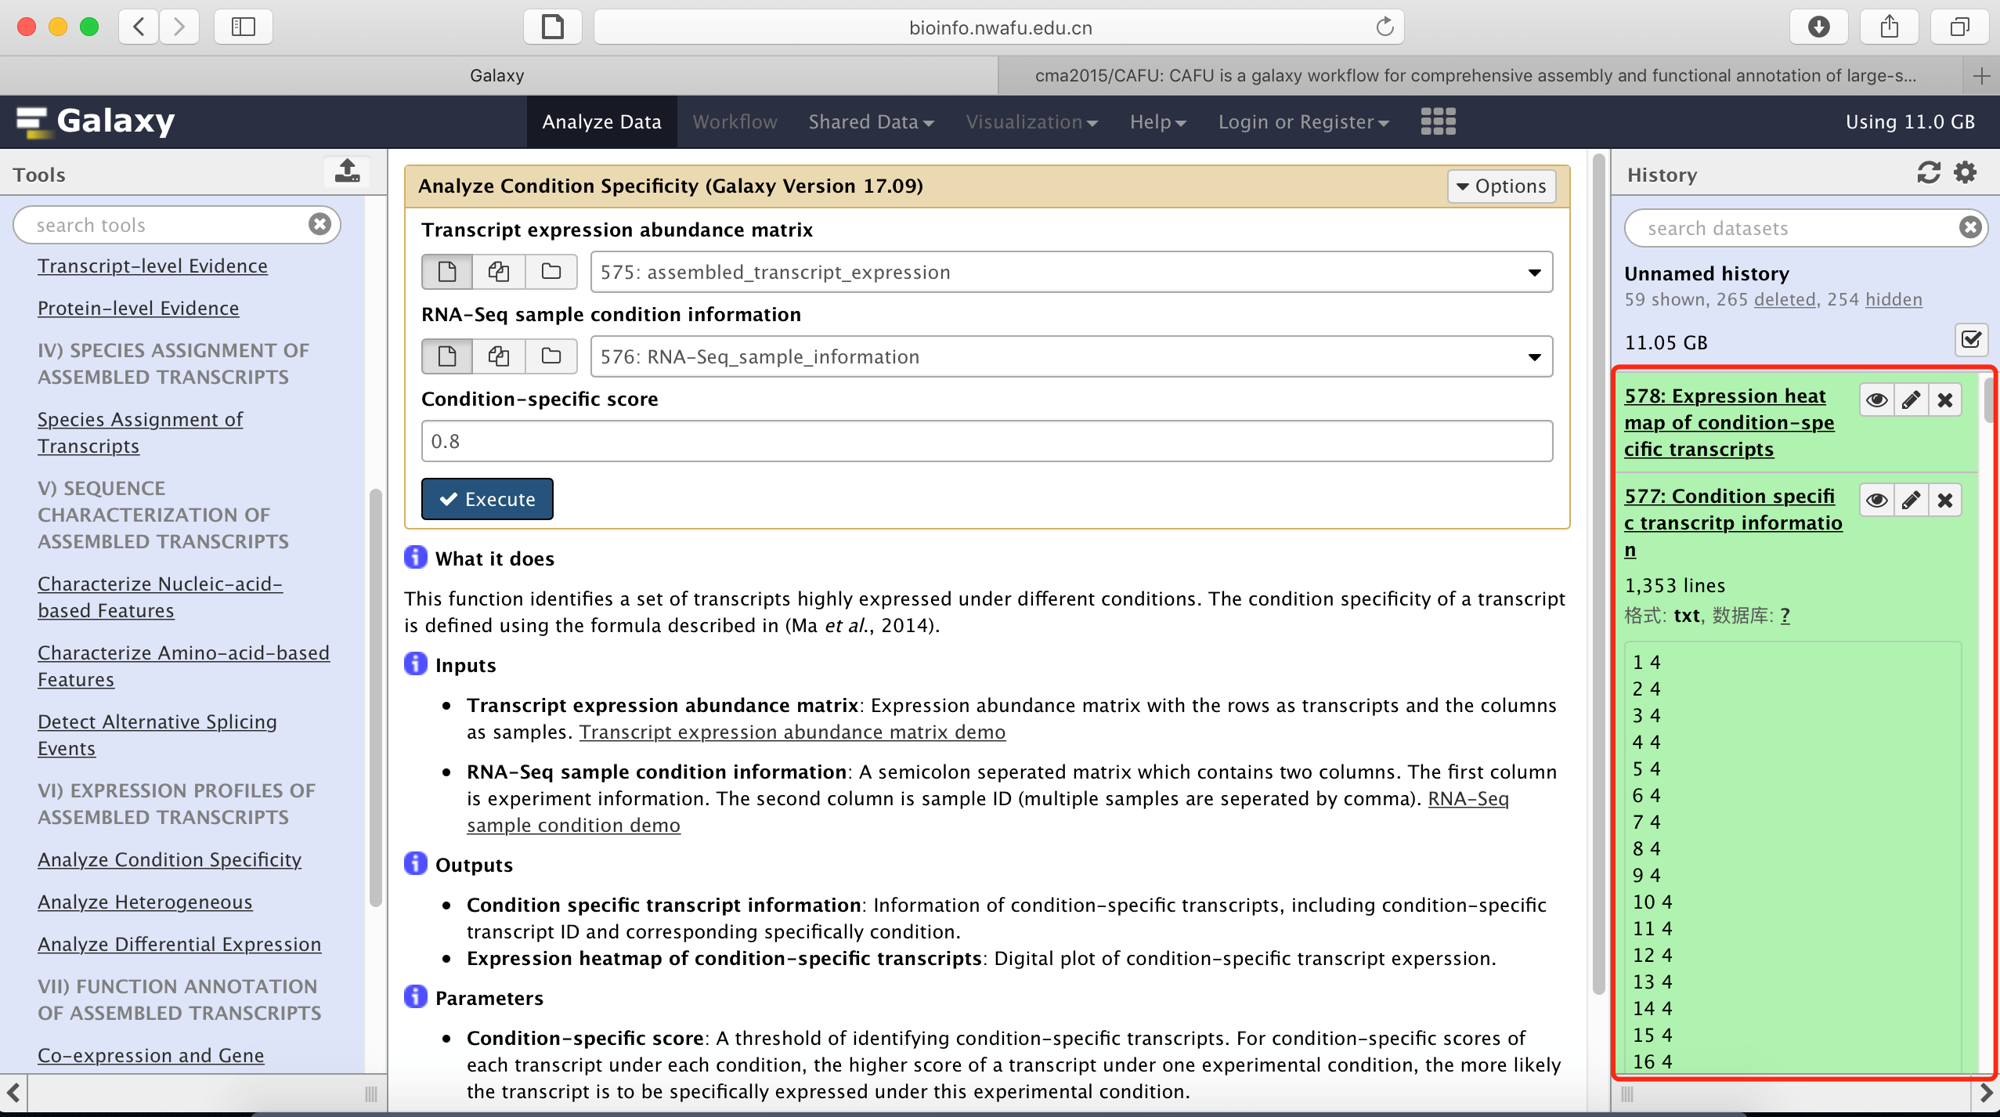 bioinfo.nwafu.edu.cn
Galaxy
cma2015/CAFU: CAFU is a galaxy workflow for comprehensive assembly and functional annotation of large-s...
Galaxy
Analyze Data
Workflow
Shared Data
Visualization
Help
Login or Register
Using 11.0 GB
Tools
search tools
Transcript-level Evidence
Protein-level Evidence
IV) SPECIES ASSIGNMENT OF
ASSEMBLED TRANSCRIPTS
Species Assignment of
Transcripts
V) SEQUENCE
CHARACTERIZATION OF
ASSEMBLED TRANSCRIPTS
Characterize Nucleic-acid-
based Features
Characterize Amino-acid-based
Features
Detect Alternative Splicing
Events
VI) EXPRESSION PROFILES OF
ASSEMBLED TRANSCRIPTS
Analyze Condition Specificity
Analyze Heterogeneous
Analyze Differential Expression
VII) FUNCTION ANNOTATION
OF ASSEMBLED TRANSCRIPTS
Co-expression and Gene
Analyze Condition Specificity (Galaxy Version 17.09)
Options
Transcript expression abundance matrix
575: assembled_transcript_expression
RNA-Seq sample condition information
576: RNA-Seq_sample_information
Condition-specific score
0.8
Execute
What it does
This function identifies a set of transcripts highly expressed under different conditions. The condition specificity of a transcript
is defined using the formula described in (Ma et al., 2014).
Inputs
• Transcript expression abundance matrix: Expression abundance matrix with the rows as transcripts and the columns
as samples. Transcript expression abundance matrix demo
• RNA-Seq sample condition information: A semicolon seperated matrix which contains two columns. The first column
is experiment information. The second column is sample ID (multiple samples are seperated by comma). RNA-Seq
sample condition demo
Outputs
• Condition specific transcript information: Information of condition-specific transcripts, including condition-specific
transcript ID and corresponding specifically condition.
• Expression heatmap of condition-specific transcripts: Digital plot of condition-specific transcript experssion.
Parameters
• Condition-specific score: A threshold of identifying condition-specific transcripts. For condition-specific scores of
each transcript under each condition, the higher score of a transcript under one experimental condition, the more likely
the transcript is to be specifically expressed under this experimental condition.
History
search datasets
Unnamed history
59 shown, 265 deleted, 254 hidden
11.05 GB
578: Expression heat
map of condition-spe
cific transcripts
577: Condition specifi
c transcritp informatio
n
1,353 lines
格式: txt, 数据库: ?
1 4
2 4
3 4
4 4
5 4
6 4
7 4
8 4
9 4
10 4
11 4
12 4
13 4
14 4
15 4
16 4